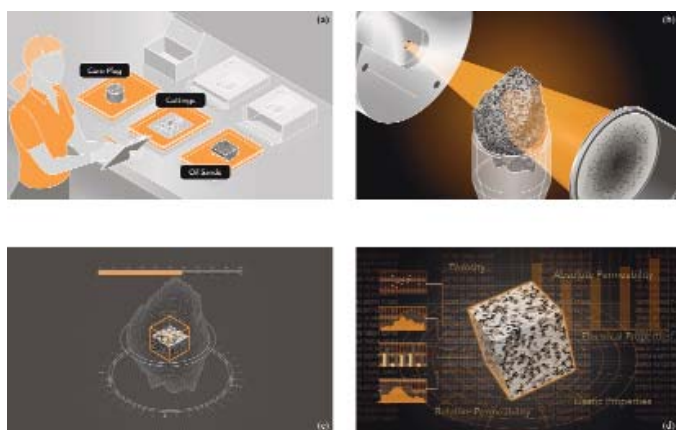 (a)
Core Plug
Cuttings
Oil Sands
(b)
(c)
Porosity
Absolute Permeability
Electrical Properties
Elastic Properties
Relative Permeability
(d)